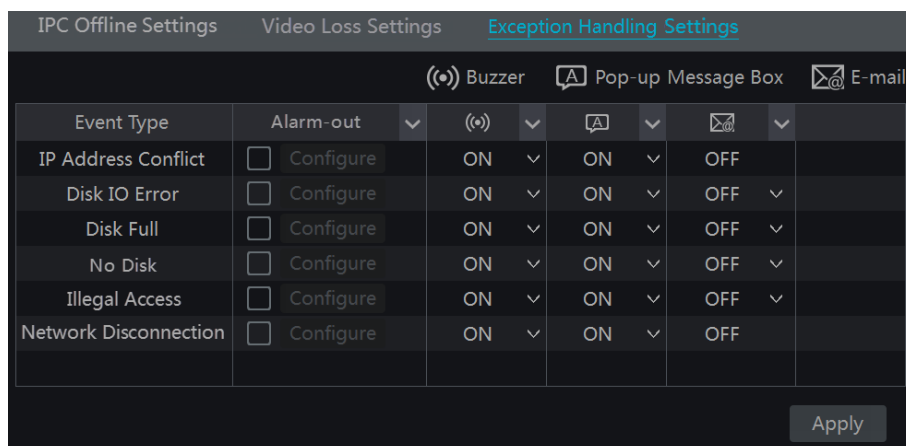 IPC Offline Settings Video Loss Settings Exception Handling Settings
Buzzer Pop-up Message Box E-mail
Event Type Alarm-out
IP Address Conflict Configure ON ON OFF
Disk IO Error Configure ON ON OFF
Disk Full Configure ON ON OFF
No Disk Configure ON ON OFF
Illegal Access Configure ON ON OFF
Network Disconnection Configure ON ON OFF
Apply